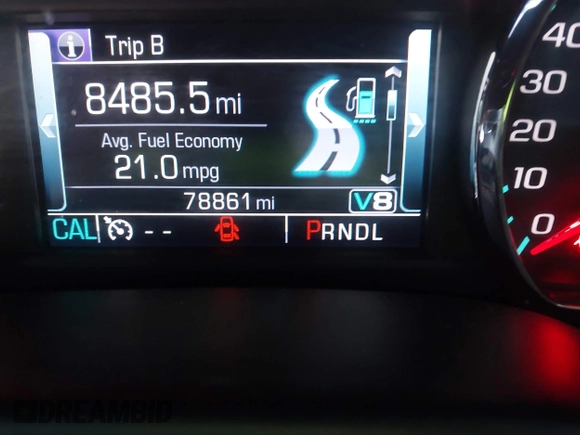 Trip B
8485.5 mi
Avg. Fuel Economy
21.0 mpg
78861 mi V8
CAL -- PRNDL
40
30
20
10
0
DREAMBID